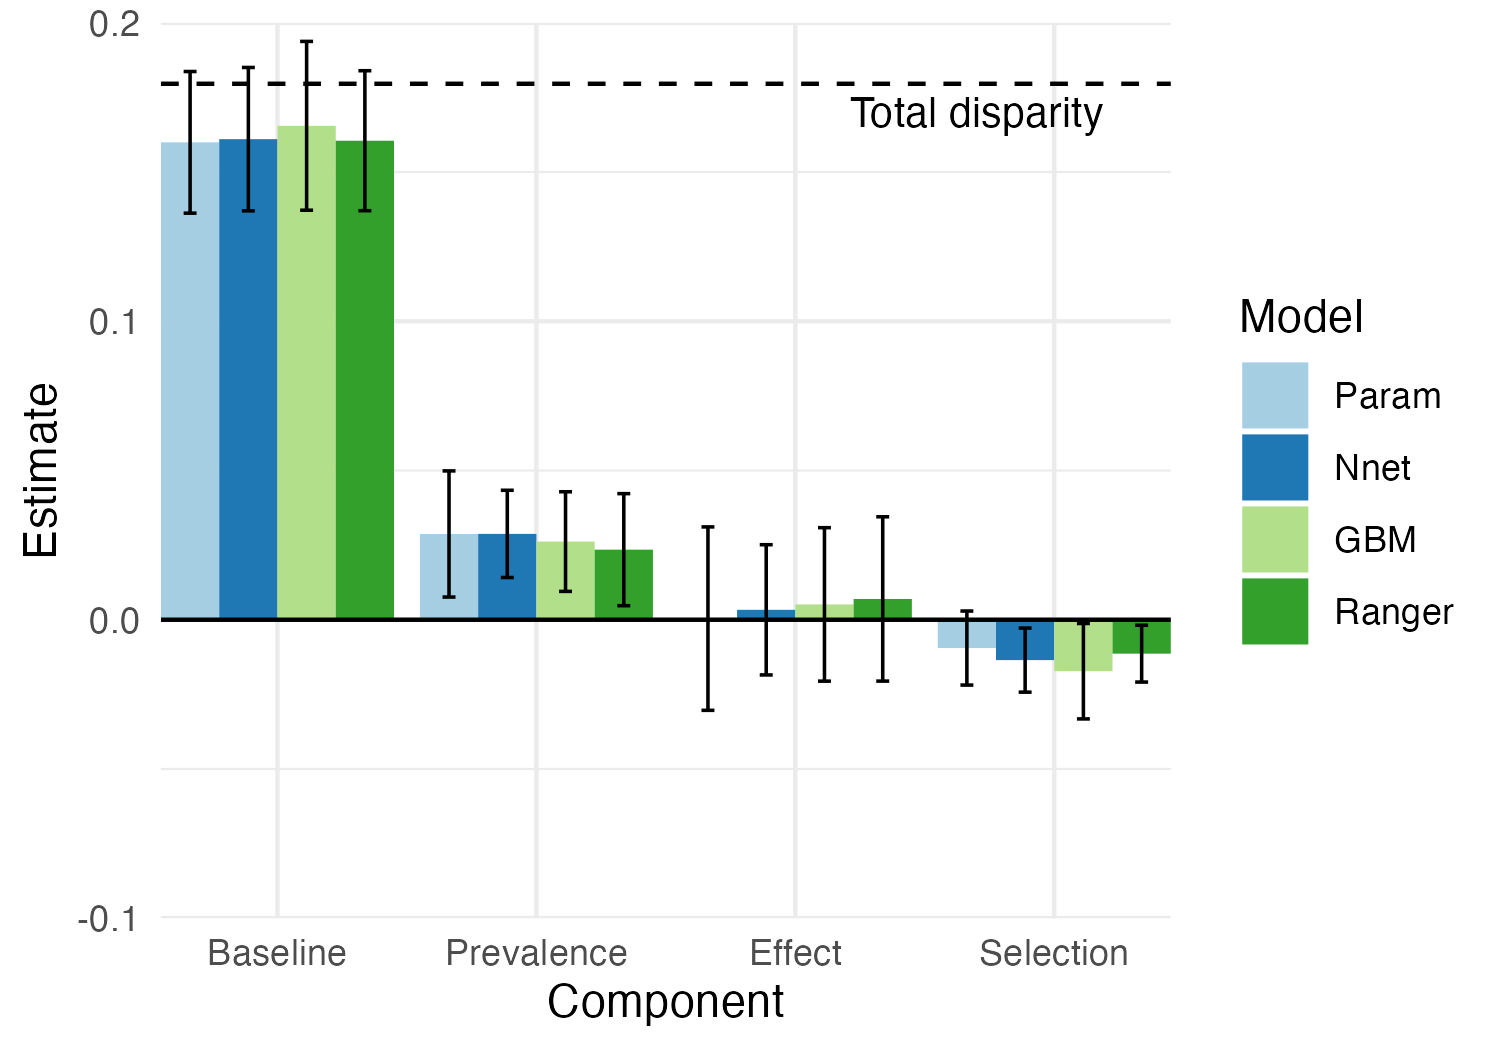 0.2
0.1
0.0
-0.1
Estimate
Total disparity
Baseline Prevalence Effect Selection
Component
Model
Param
Nnet
GBM
Ranger